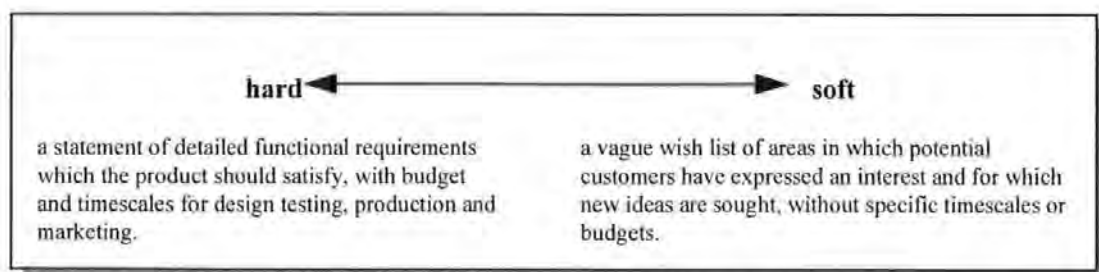 hard
soft
a statement of detailed functional requirements
which the product should satisfy, with budget
and timescales for design testing, production and
marketing.
a vague wish list of areas in which potential
customers have expressed an interest and for which
new ideas are sought, without specific timescales or
budgets.